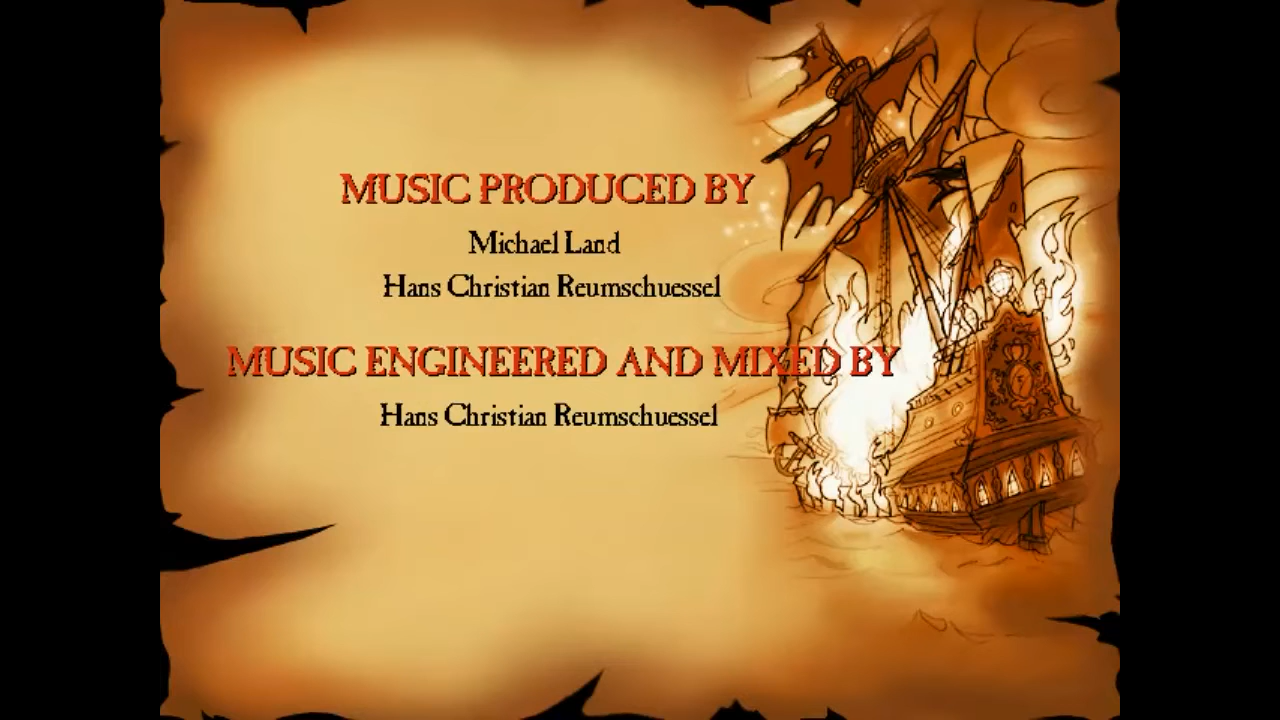 MUSIC PRODUCED BY
Michael Land
Hans Christian Reumschuessel
MUSIC ENGINEERED AND MIXED BY
Hans Christian Reumschuessel